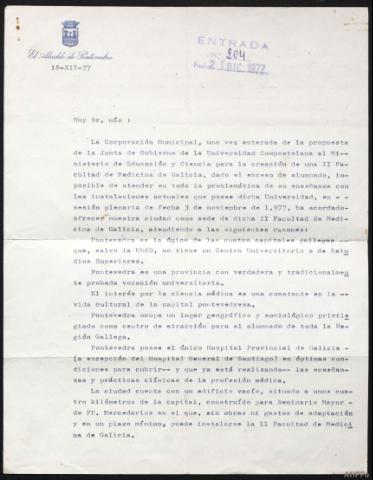 El Alcalde de Pontevedra
18-XII-77
ENTRADA
Nº 204
Fecha 21 DIC. 1977
Muy Sr. mío :
La Corporación Municipal, una vez enterada de la propuesta
de la Junta de Gobierno de la Universidad Compostelana al Mi-
nisterio de Educación y Ciencia para la creación de una II Fa-
cultad de Medicina de Galicia, dado el exceso de alumnado, im-
posible de atender en toda la problemática de su enseñanza con
las instalaciones actuales que posee dicha Universidad, en --
sesión plenaria de fecha 3 de noviembre de 1.977, ha acordado-
ofrecer nuestra ciudad como sede de dicha II Facultad de Medi-
cina de Galicia, atendiendo a las siguientes razones:
Pontevedra es la única de las cuatro capitales gallegas --
que, salvo la UNED, no tiene un Centro Universitario o de Estu
dios Superiores.
Pontevedra es una provincia con verdadera y tradicionalmen
te probada vocación universitaria.
El interés por la ciencia médica es una constante en la --
vida cultural de la capital pontevedresa.
Pontevedra ocupa un lugar geográfico y sociológico privile
giado como centro de atracción para el alumnado de toda la Re-
gión Gallega.
Pontevedra posee el único Hospital Provincial de Galicia -
(a excepción del Hospital General de Santiago) en óptimas con-
diciones para cubrir-- y que ya está realizando-- las enseñan-
zas y prácticas clínicas de la profesión médica.
La ciudad cuenta con un edificio vacío, situado a unos cua-
tro kilómetros de la capital, construído para Seminario Mayor -
de PP. Mercedarios en el que, sin obras ni gastos de adaptación
y en un plazo mínimo, puede instalarse la II Facultad de Medici
na de Galicia.
AHPPO